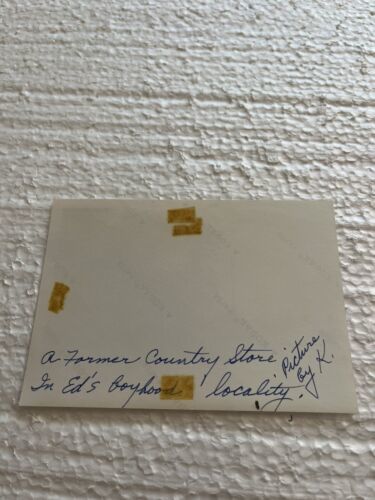 A Former Country Store
In Ed's boyhood locality.
Picture
by K.